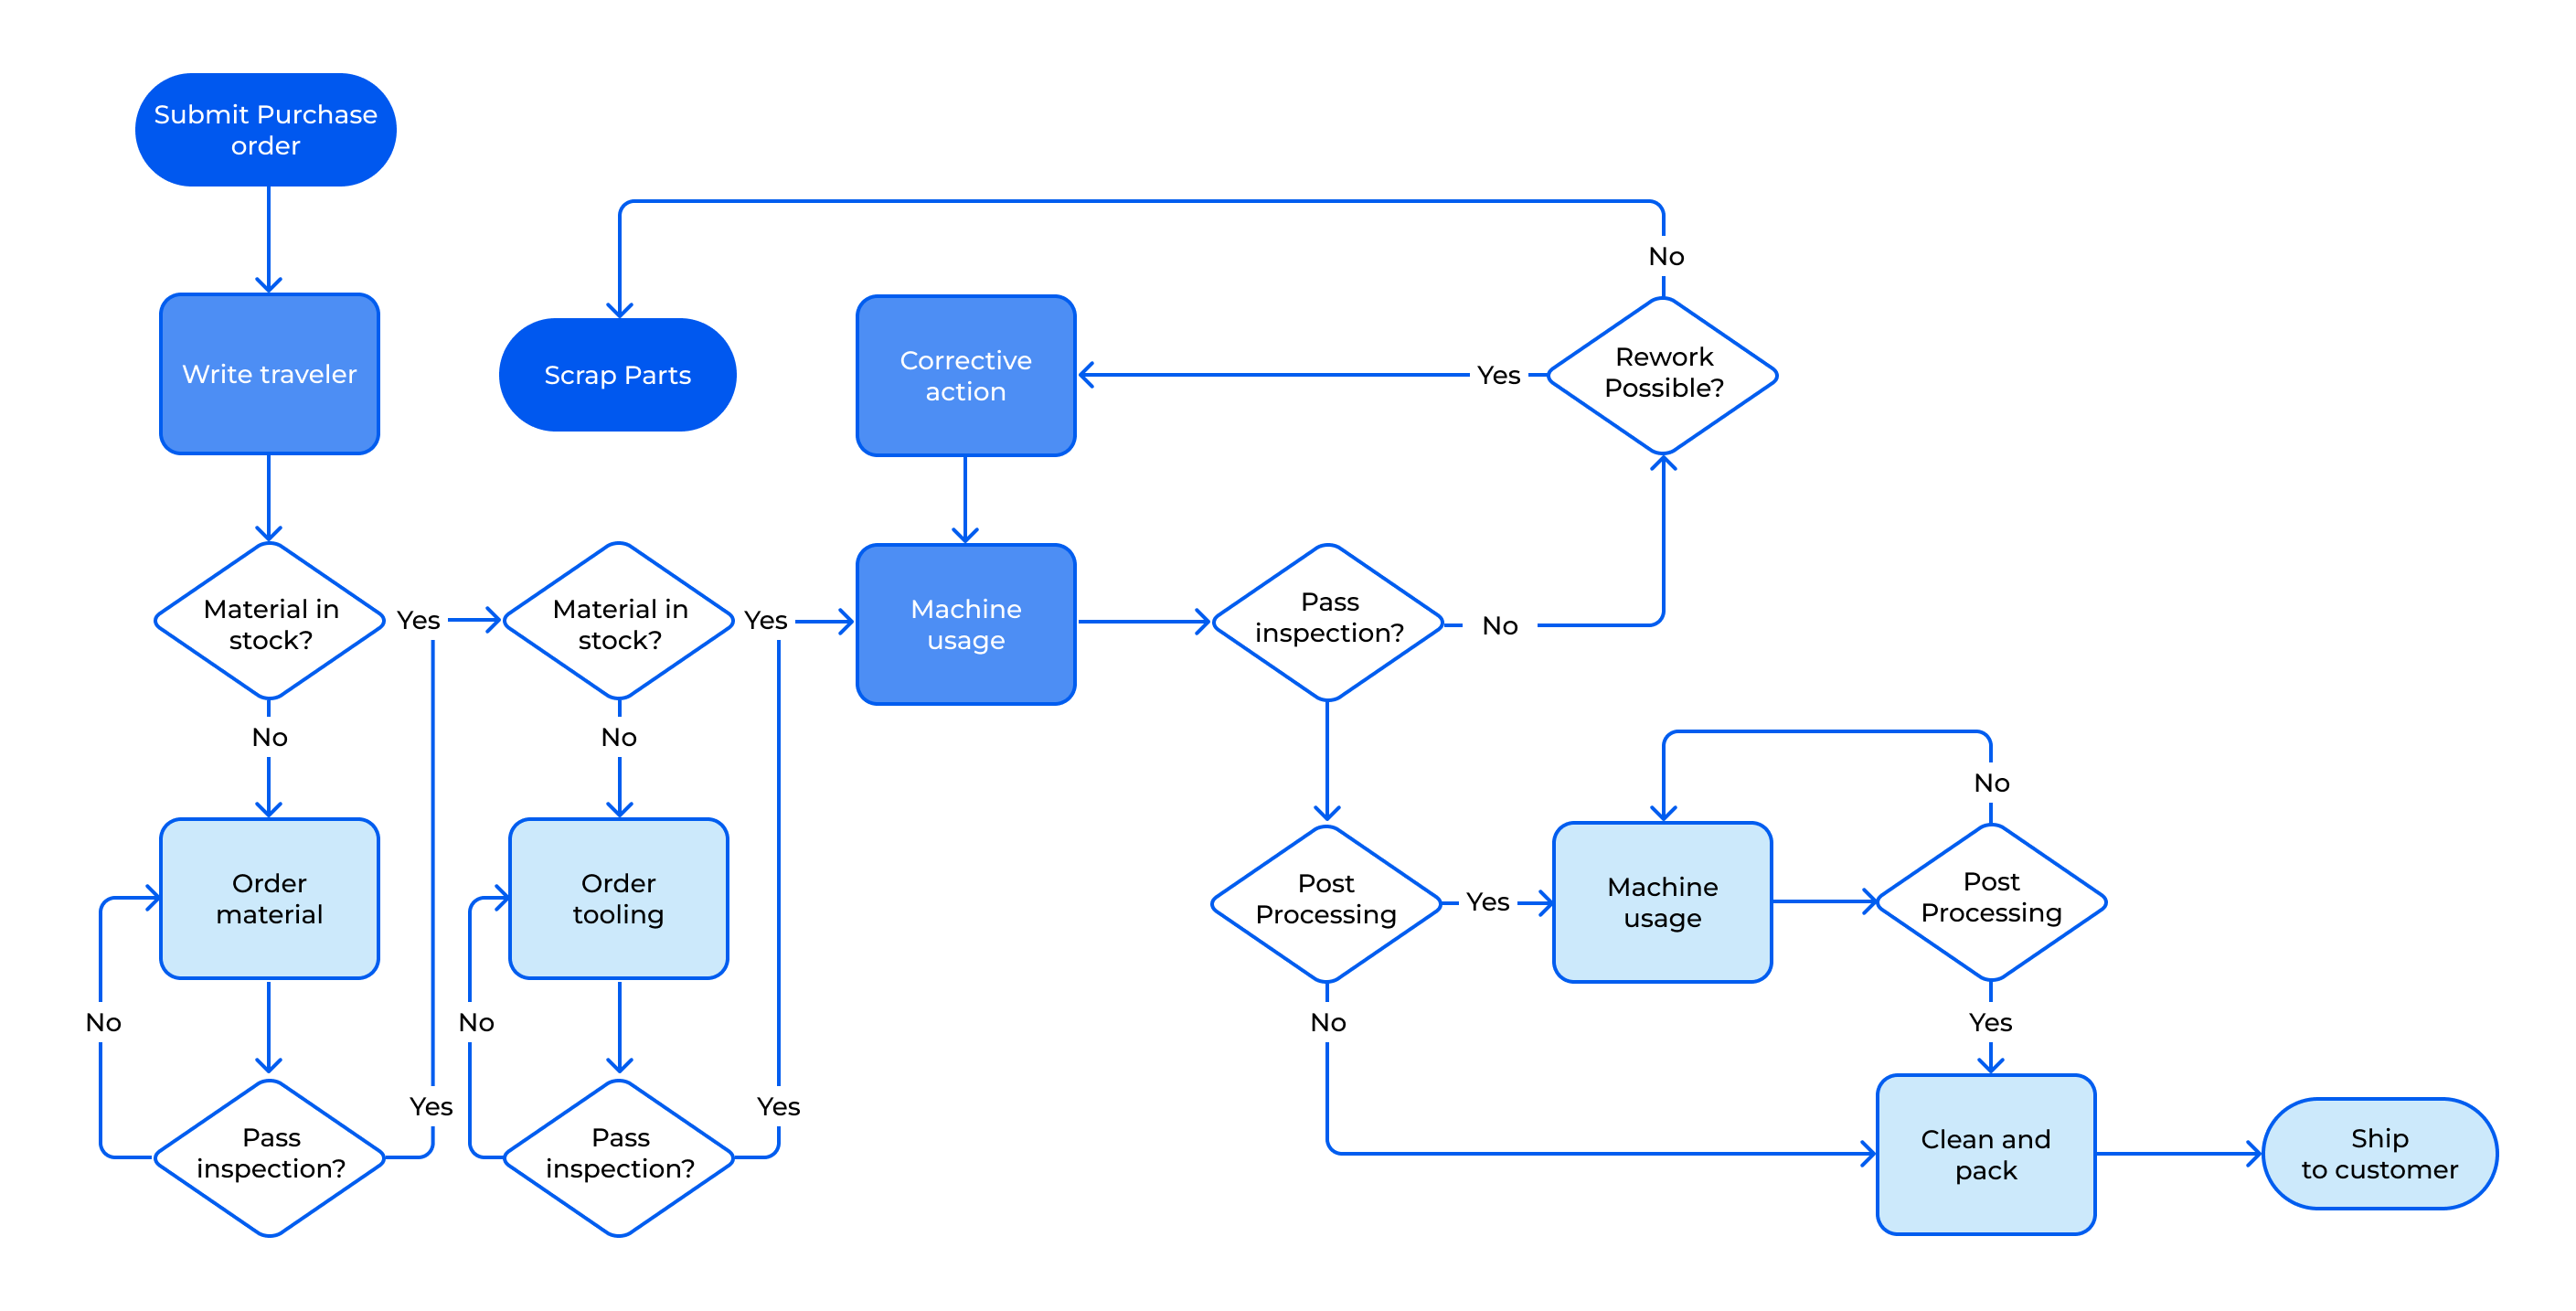 Submit Purchase
order
No
Write traveler
Scrap Parts
Corrective
action
Yes
Rework
Possible?
Material in
stock?
Yes
Material in
stock?
Yes
Machine
usage
Pass
inspection?
No
No
No
No
Order
material
Order
tooling
Post
Processing
Yes
Machine
usage
Post
Processing
No
No
No
Yes
Yes
Yes
Pass
inspection?
Pass
inspection?
Clean and
pack
Ship
to customer